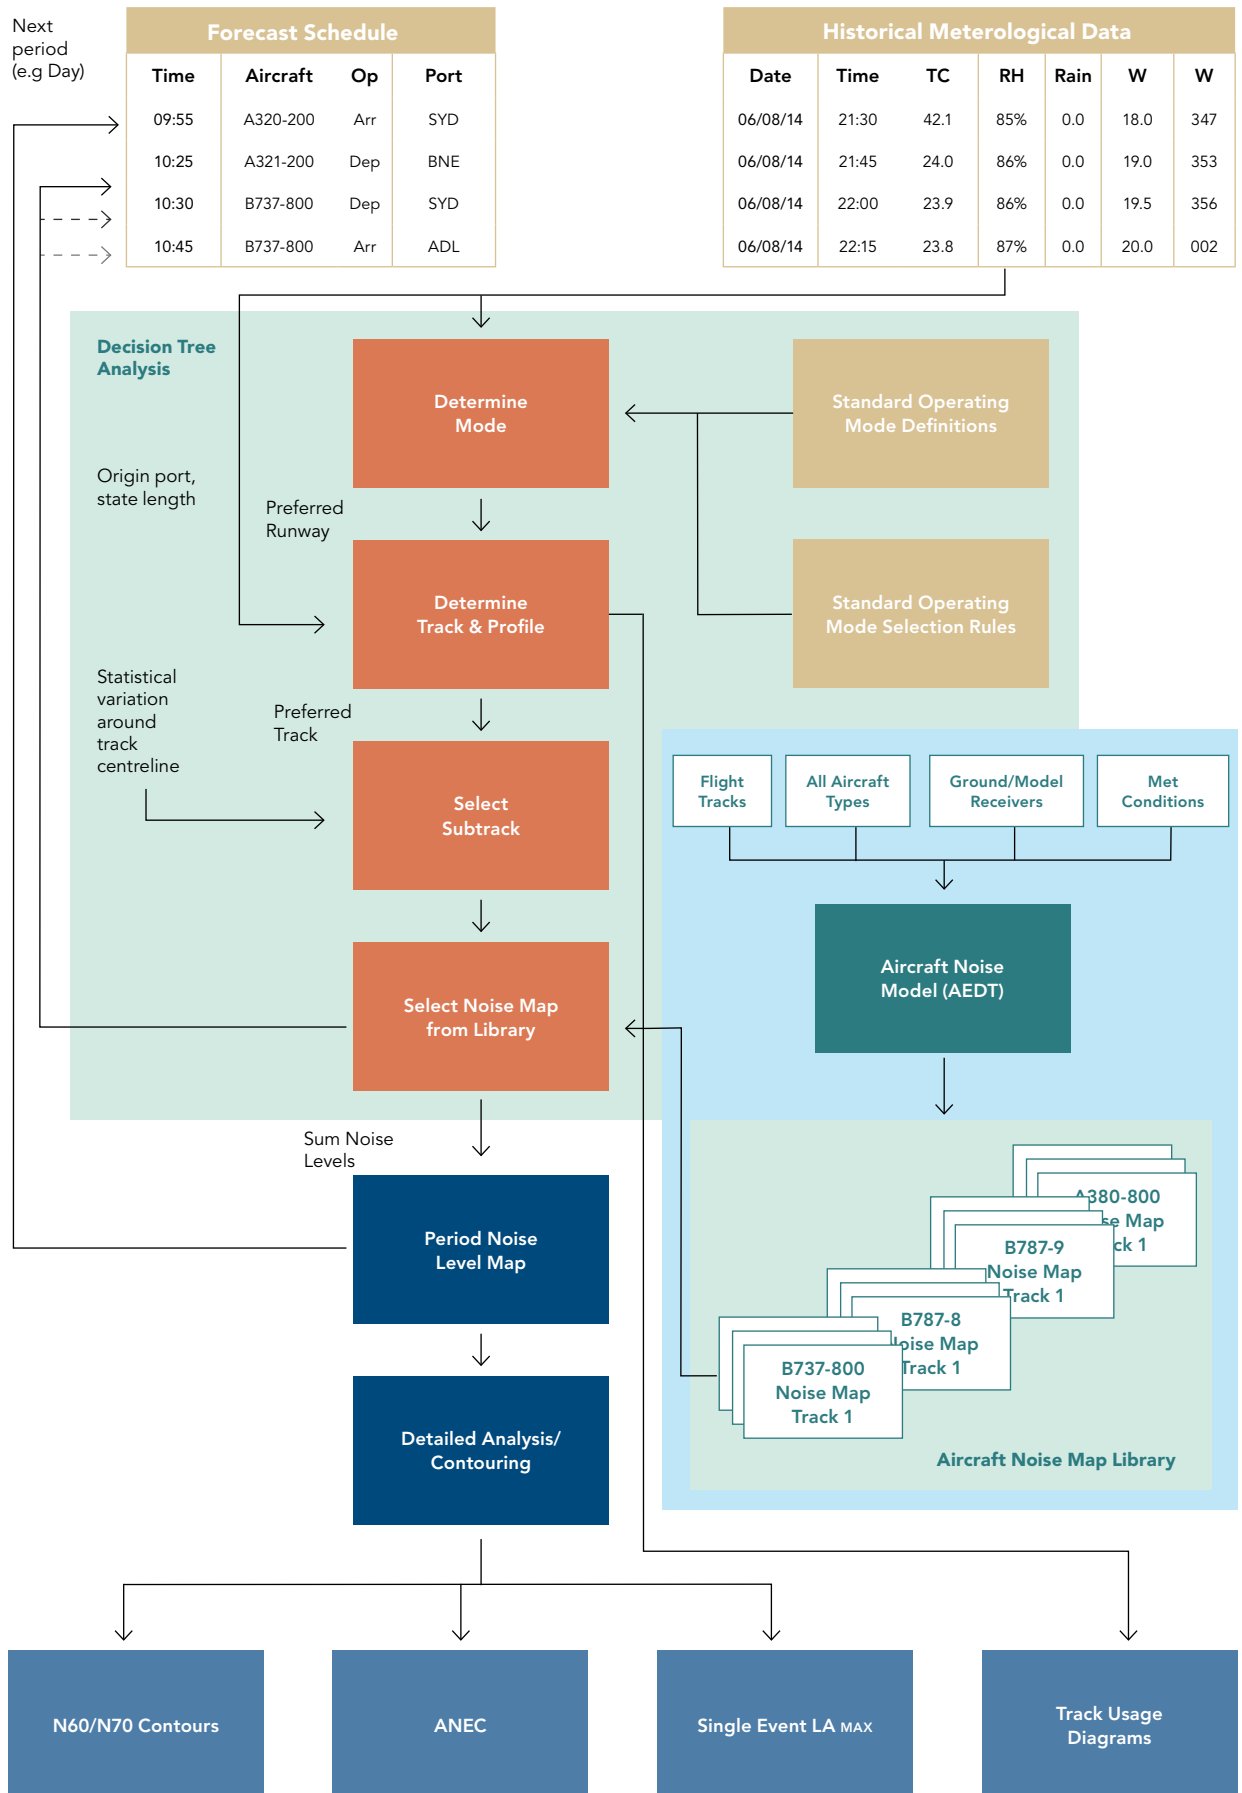 Next
period
(e.g Day)
Forecast Schedule
Time Aircraft Op Port
09:55 A320-200 Arr SYD
10:25 A321-200 Dep BNE
10:30 B737-800 Dep SYD
10:45 B737-800 Arr ADL
Historical Meterological Data
Date Time TC RH Rain W W
06/08/14 21:30 42.1 85% 0.0 18.0 347
06/08/14 21:45 24.0 86% 0.0 19.0 353
06/08/14 22:00 23.9 86% 0.0 19.5 356
06/08/14 22:15 23.8 87% 0.0 20.0 002
Decision Tree
Analysis
Determine
Mode
Standard Operating
Mode Definitions
Origin port,
state length
Preferred
Runway
Determine
Track & Profile
Standard Operating
Mode Selection Rules
Statistical
variation
around
track
centreline
Preferred
Track
Select
Subtrack
Flight
Tracks
All Aircraft
Types
Ground/Model
Receivers
Met
Conditions
Aircraft Noise
Model (AEDT)
Select Noise Map
from Library
Sum Noise
Levels
Period Noise
Level Map
A380-800
se Map
ck 1
B787-9
Noise Map
Track 1
B787-8
Noise Map
Track 1
B737-800
Noise Map
Track 1
Aircraft Noise Map Library
Detailed Analysis/
Contouring
N60/N70 Contours
ANEC
Single Event LA MAX
Track Usage
Diagrams